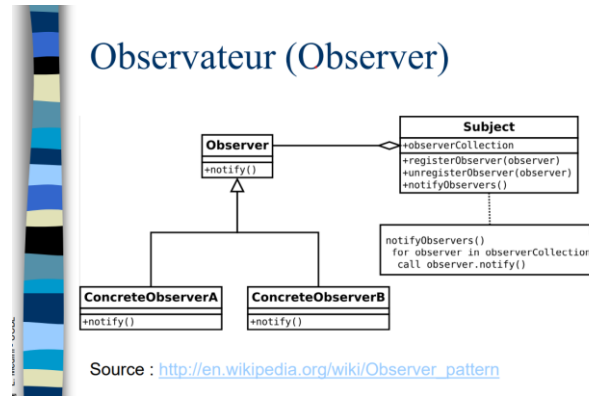 Observateur (Observer)
Subject
+observerCollection
+registerObserver(observer)
+unregisterObserver(observer)
+notifyObservers()
Observer
+notify()
notifyObservers()
for observer in observerCollection
call observer.notify()
ConcreteObserverA
+notify()
ConcreteObserverB
+notify()
Source : http://en.wikipedia.org/wiki/Observer_pattern